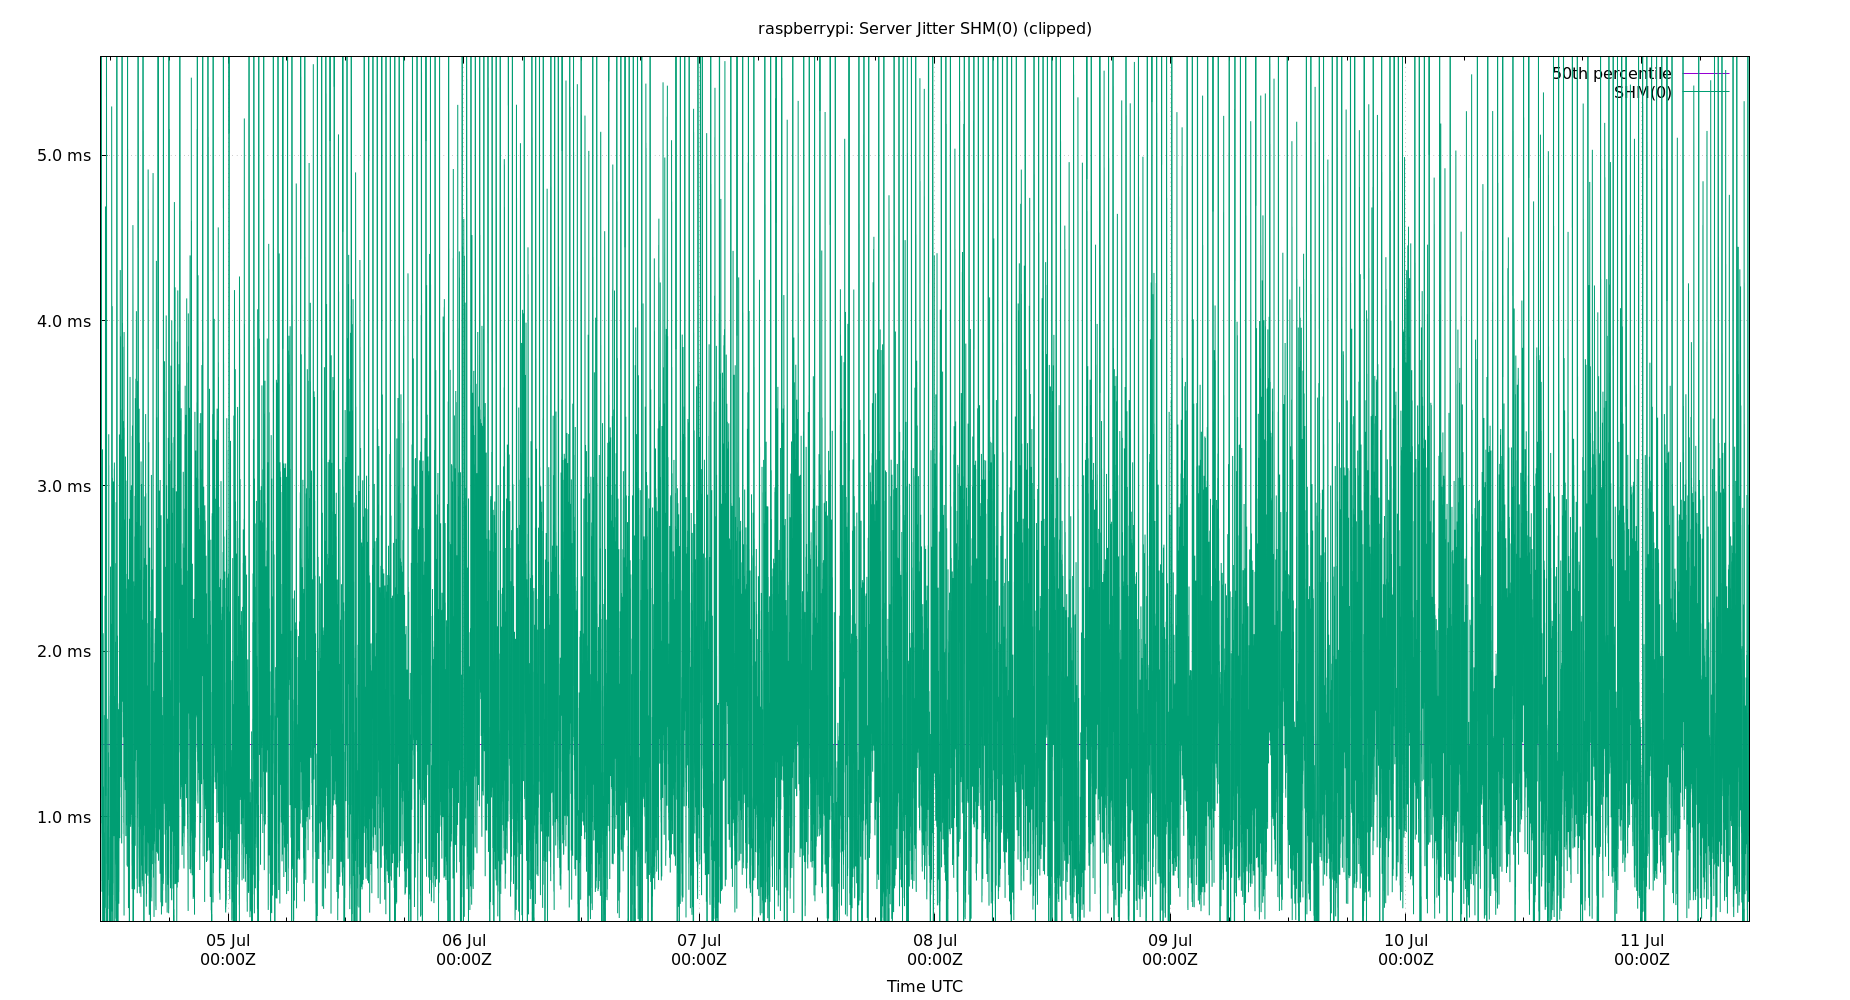 raspberrypi: Server Jitter SHM(0) (clipped)
50th percentile
SHM(0)
5.0 ms
4.0 ms
3.0 ms
2.0 ms
1.0 ms
05 Jul 06 Jul 07 Jul 08 Jul 09 Jul 10 Jul 11 Jul
00:00Z 00:00Z 00:00Z 00:00Z 00:00Z 00:00Z 00:00Z
Time UTC